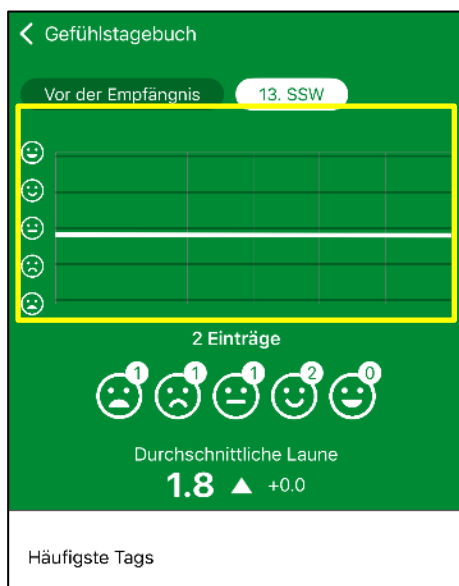 Gefühlstagebuch
Vor der Empfängnis 13. SSW
2 Einträge
1 1 1 2 0
Durchschnittliche Laune
1.8 ▲ +0.0
Häufigste Tags